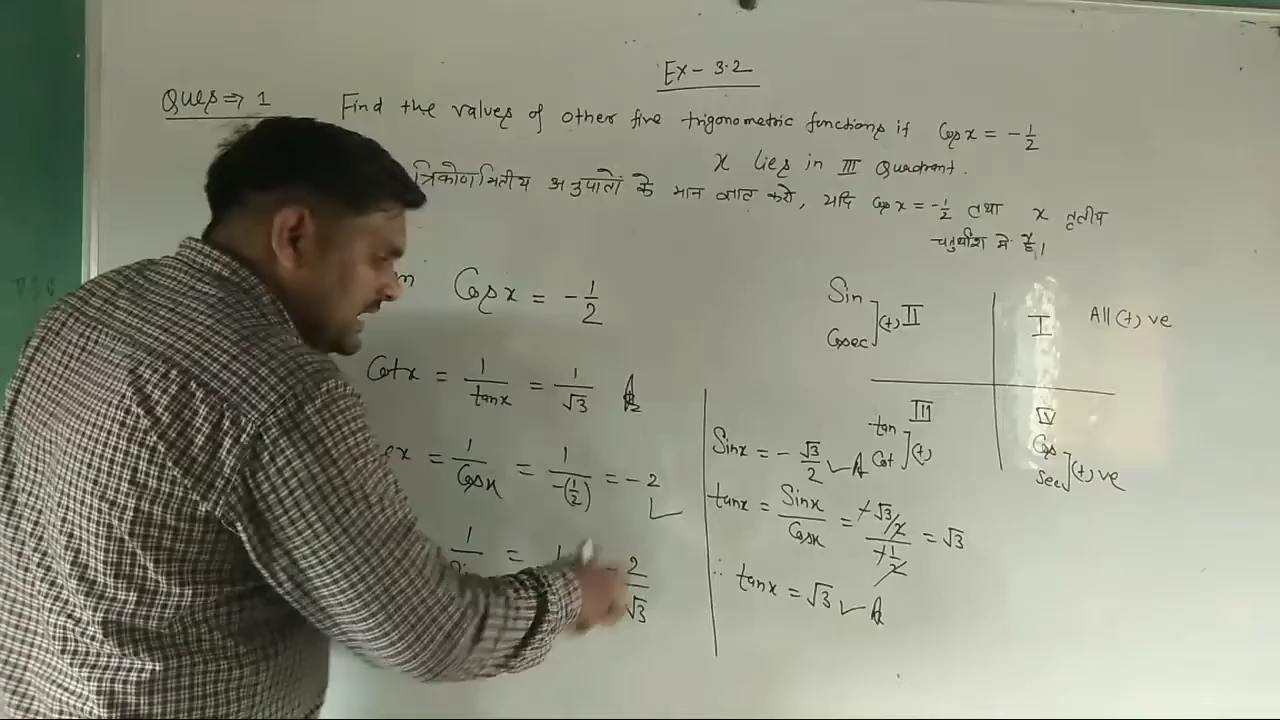 Ex - 3.2
Ques ⇒ 1 Find the values of other five trigonometric functions if Cos x = - 1/2
x lies in III Quadrant.
त्रिकोणमितीय अनुपातों के मान ज्ञात करो, यदि Cos x = - 1/2 तथा x तृतीय
चतुर्थांश मे है।
Cos x = - 1/2
Cot x = 1/tan x = 1/√3 A
= 1/Cos x = 1/-(1/2) = -2
1/ = 2/√3
Sin x = - √3/2 A
tan x = Sin x/Cos x = -√3/2 / -1/2 = √3
∴ tan x = √3 A
Sin
Cosec ] (+) II
I All (+) ve
III
tan
Cot ] (+)
IV
Cos
Sec ] (+) ve